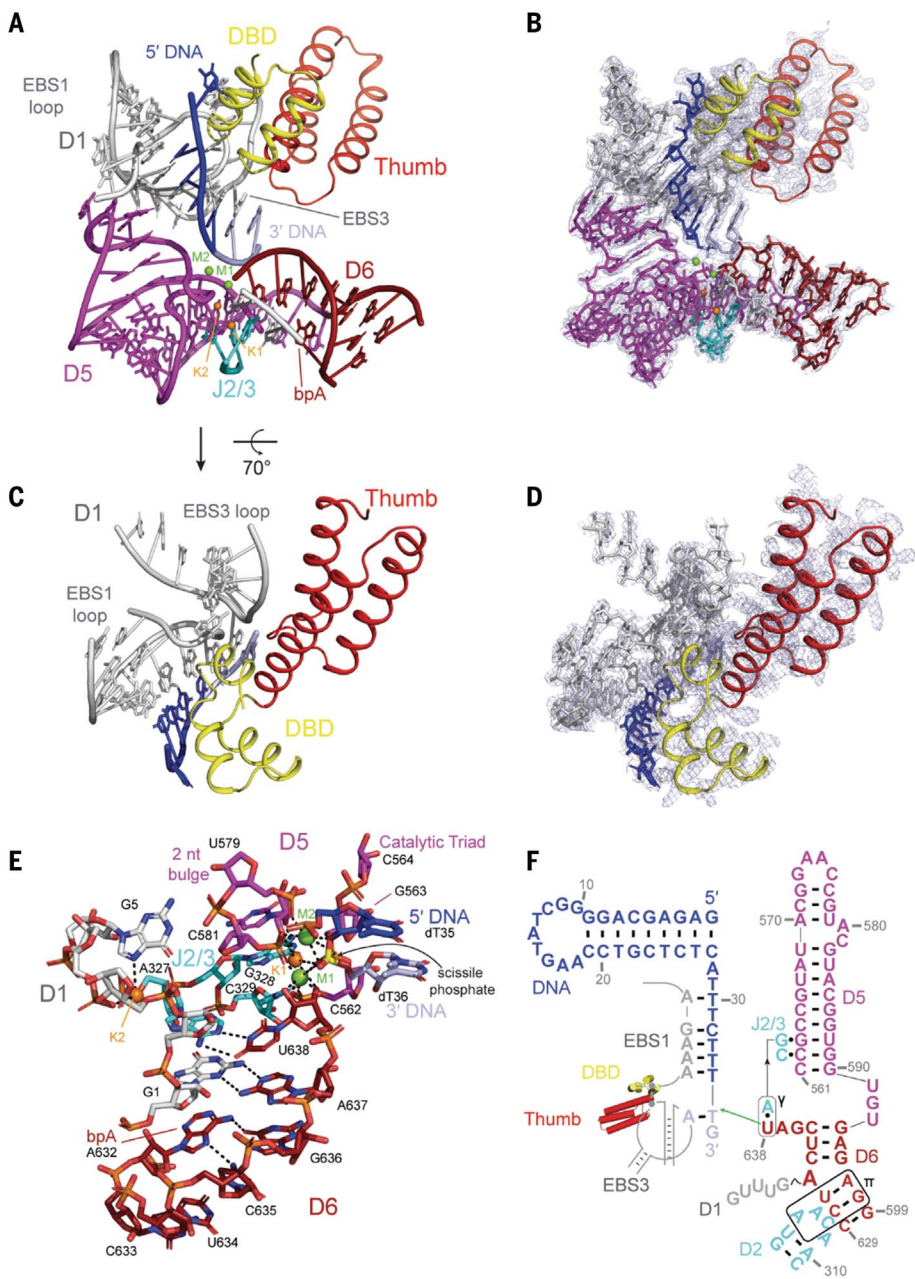 A
5′ DNA
DBD
EBS1
loop
D1
Thumb
EBS3
3′ DNA
M2
M1
D6
D5
K2
K1
J2/3
bpA
70°
B
C
D1
EBS3 loop
Thumb
EBS1
loop
DBD
D
E
U579
D5
Catalytic Triad
2 nt
bulge
C564
G563
G5
M2
5′ DNA
dT35
C581
J2/3
K1
A327
G328
M1
scissile
phosphate
D1
C329
dT36
C562
3′ DNA
K2
U638
G1
A637
bpA
A632
G636
C635
D6
C633
U634
F
10
5′
GGACGAGAG
DNA
20
30
A
T
T
C
T
T
T
EBS1
A
G
A
A
A
DBD
Thumb
EBS3
A
T
G
3′
570
580
D5
J2/3
G
C
561
590
U
G
U
A
γ
U A G C
638
D6
D1
G U U U G
A
π
599
629
D2
310